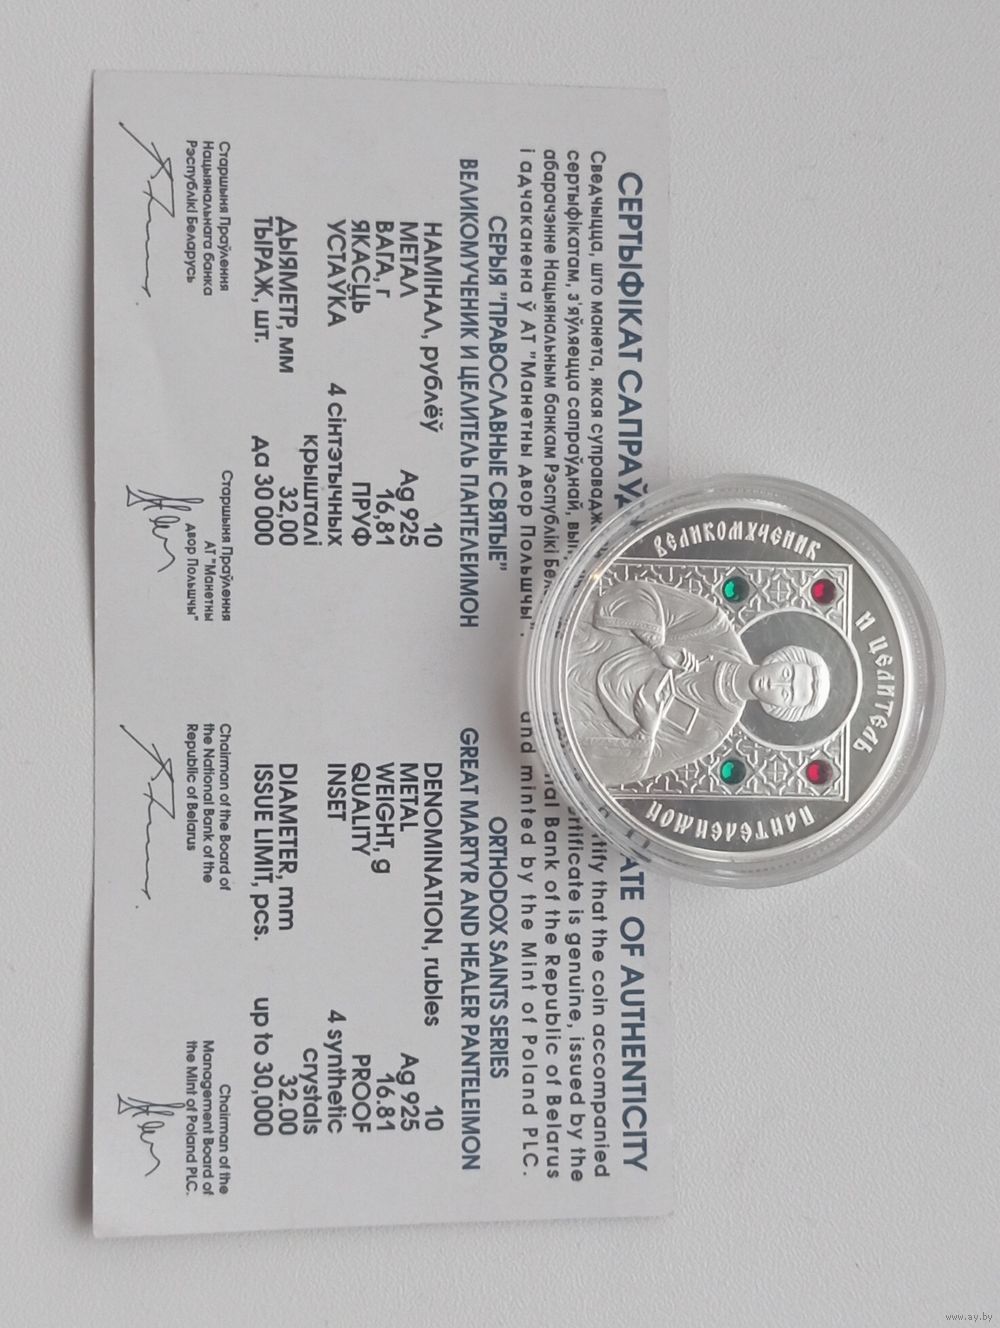 СЕРТЫФІКАТ САПРАЎД
Сведчыцца, што манета, якая суправаджа
сертыфікатам, з'яўляецца сапраўднай, вып
абарачэнне Нацыянальным банкам Рэспублікі Бела
і адчаканена ў АТ "Манетны двор Польшчы".
СЕРЫЯ "ПРАВОСЛАВНЫЕ СВЯТЫЕ"
ВЕЛИКОМУЧЕНИК И ЦЕЛИТЕЛЬ ПАНТЕЛЕИМОН
НАМІНАЛ, рублёў 10
МЕТАЛ Ag 925
ВАГА, г 16,81
ЯКАСЦЬ ПРУФ
УСТАЎКА 4 сінтэтычных
крышталі
ДЫЯМЕТР, мм 32,00
ТЫРАЖ, шт. да 30 000
Старшыня Праўлення
Нацыянальнага банка
Рэспублікі Беларусь
Старшыня Праўлення
АТ "Манетны
двор Польшчы"
ATE OF AUTHENTICITY
tify that the coin accompanied
rtificate is genuine, issued by the
nal Bank of the Republic of Belarus
and minted by the Mint of Poland PLC.
ORTHODOX SAINTS SERIES
GREAT MARTYR AND HEALER PANTELEIMON
DENOMINATION, rubles 10
METAL Ag 925
WEIGHT, g 16.81
QUALITY PROOF
INSET 4 synthetic
crystals
DIAMETER, mm 32.00
ISSUE LIMIT, pcs. up to 30,000
Chairman of the Board of
the National Bank of the
Republic of Belarus
Chairman of the
Management Board of
the Mint of Poland PLC.
ВЕЛИКОМУЧЕНИК
И ЦЕЛИТЕЛЬ
ПАНТЕЛЕИМОН
www.ay.by